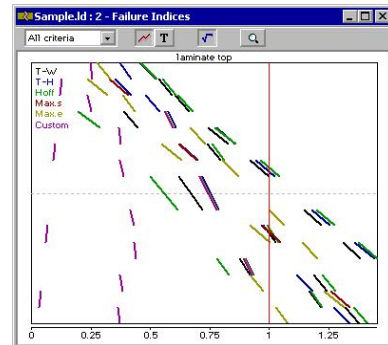 Sample.ld : 2 - Failure Indices
All criteria
T
√
laminate top
T-W
T-H
Hoff
Max.s
Max.e
Custom
0 0.25 0.5 0.75 1 1.25